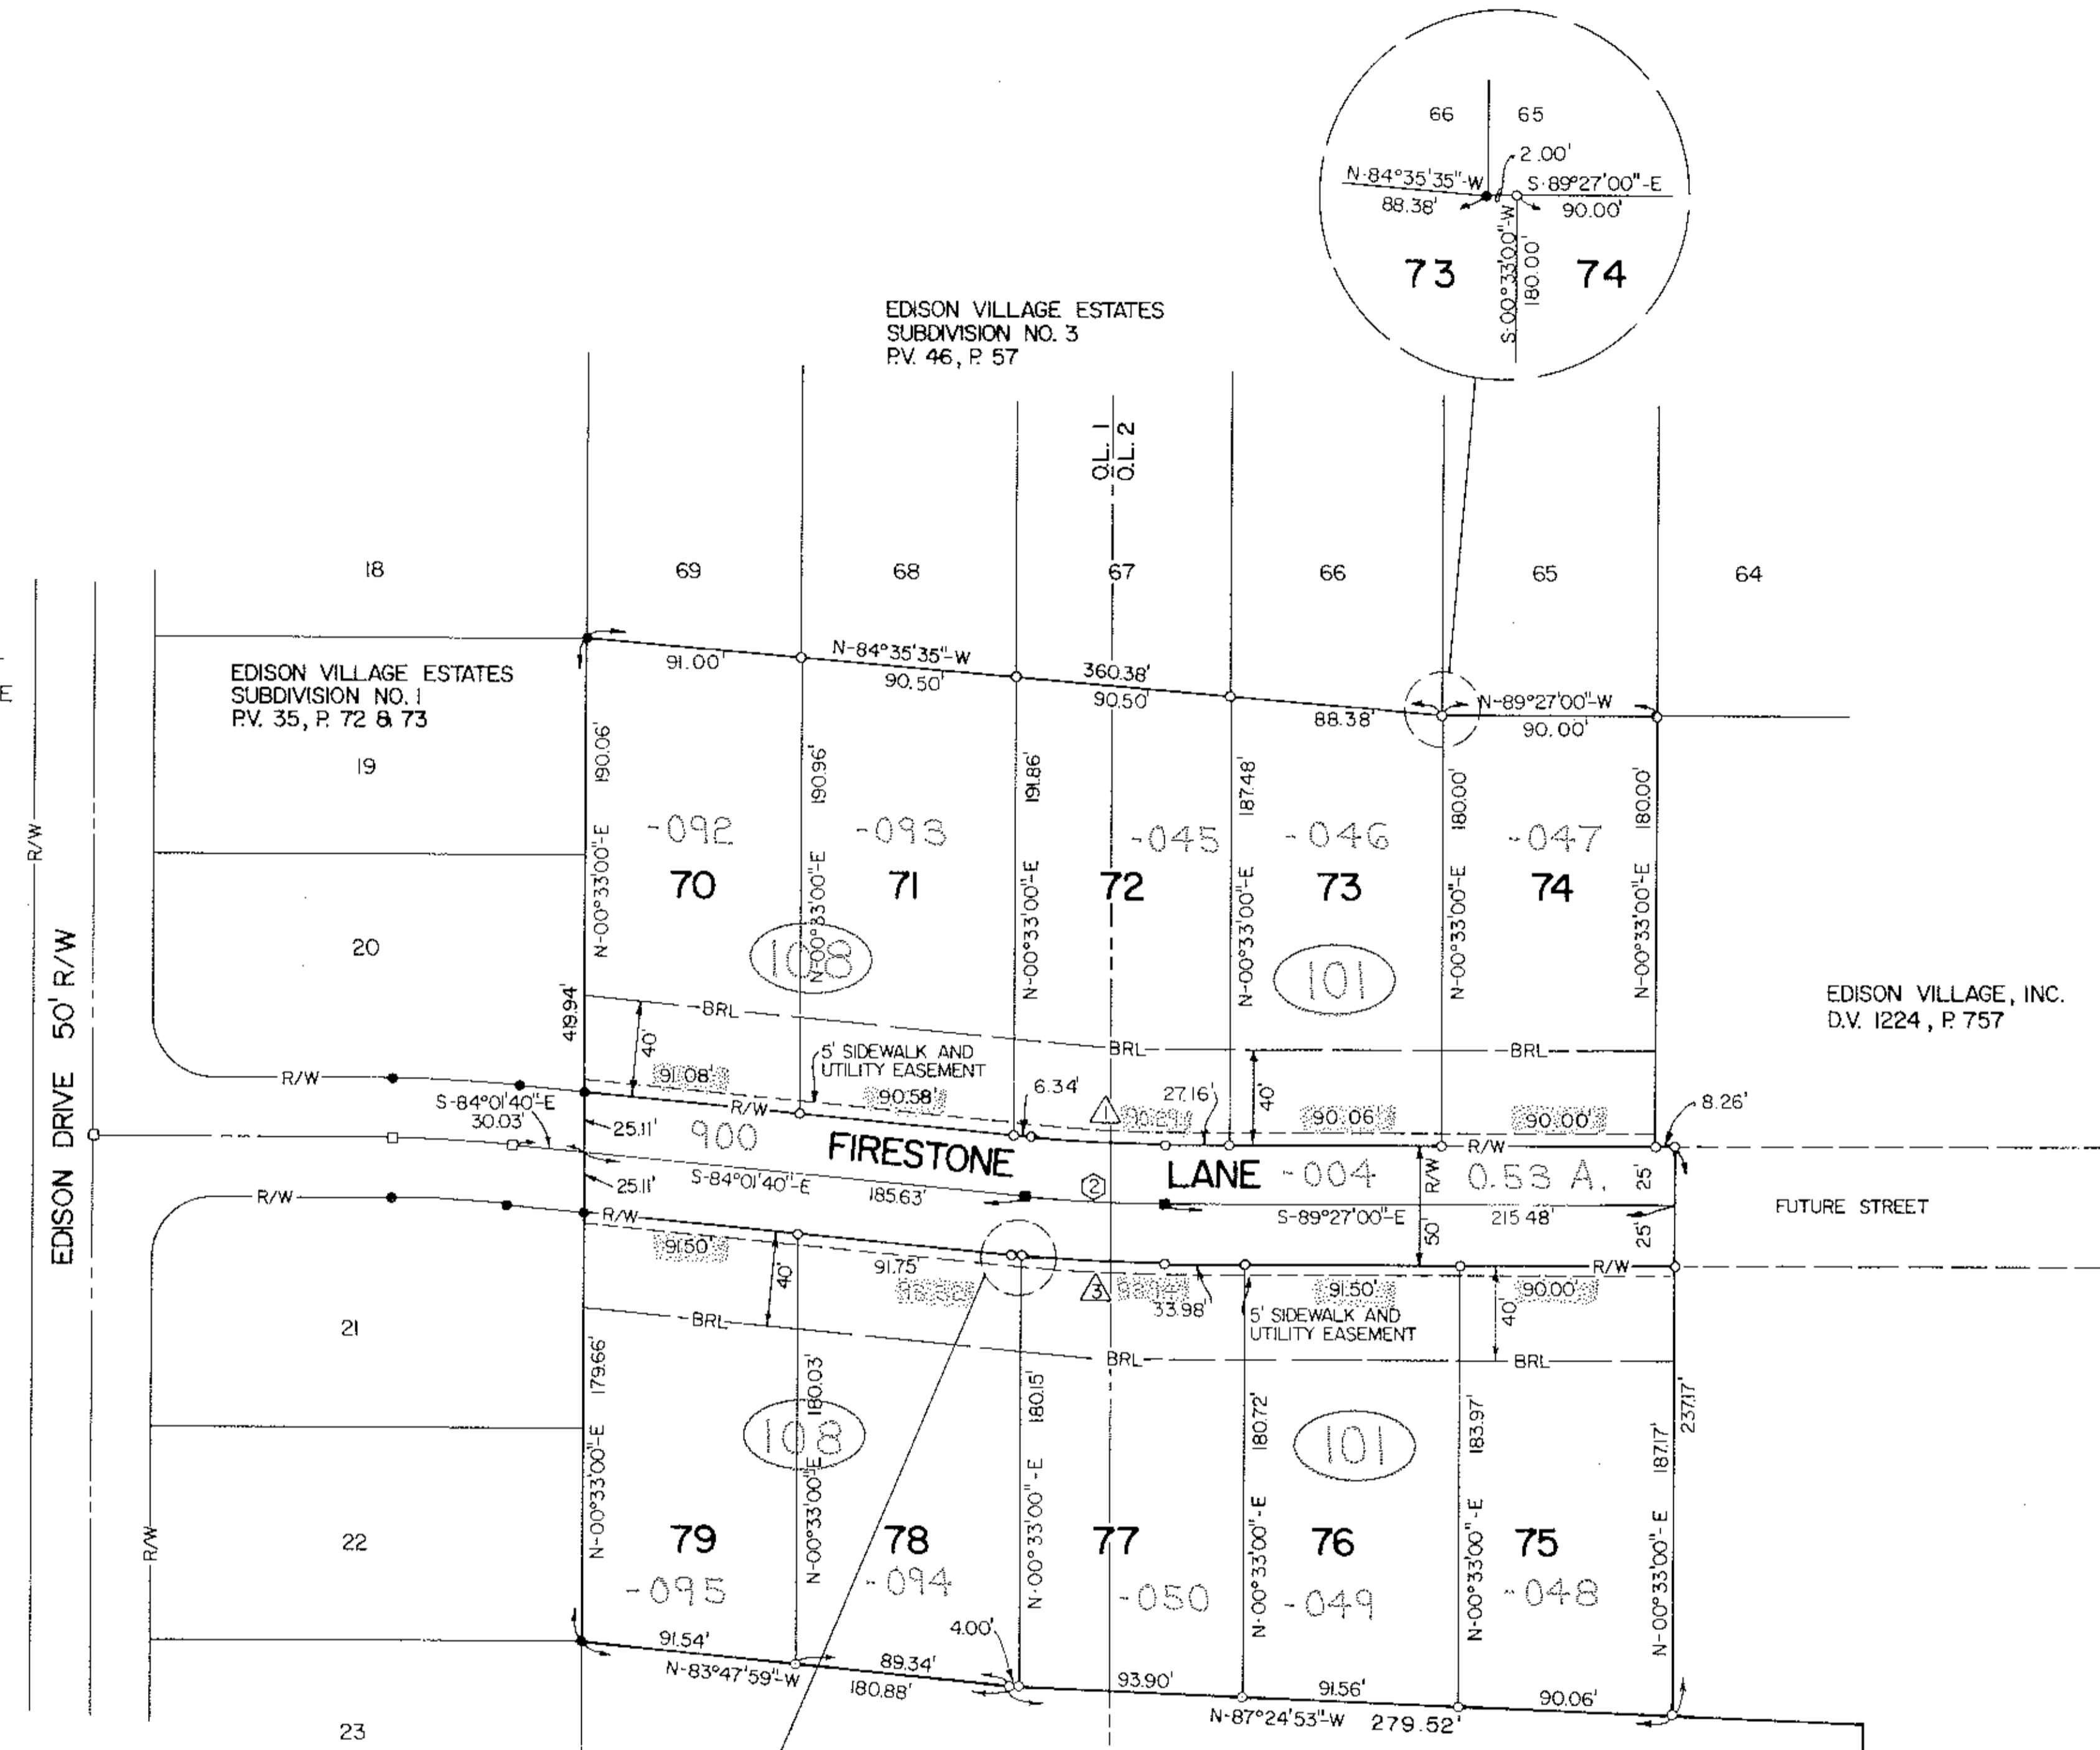 66
65
2.00'
N-84°35'35"-W
S-89°27'00"-E
88.38'
90.00'
S-00°33'00"-W
180.00'
73
74
EDISON VILLAGE ESTATES
SUBDIVISION NO. 3
P.V. 46, P. 57
O.L. 1
O.L. 2
18
69
68
67
66
65
64
E
EDISON VILLAGE ESTATES
SUBDIVISION NO. 1
P.V. 35, P. 72 & 73
91.00'
N-84°35'35"-W
90.50'
360.38'
90.50'
88.38'
N-89°27'00"-W
90.00'
19
190.06'
190.96'
191.86'
187.48'
180.00'
180.00'
R/W
-092
-093
-045
-046
-047
N-00°33'00"-E
N-00°33'00"-E
N-00°33'00"-E
N-00°33'00"-E
N-00°33'00"-E
N-00°33'00"-E
70
71
72
73
74
20
108
101
EDISON DRIVE 50' R/W
419.94'
EDISON VILLAGE, INC.
D.V. 1224, P. 757
BRL
BRL
BRL
40'
5' SIDEWALK AND
UTILITY EASEMENT
40'
R/W
91.08'
90.58'
6.34'
1
27.16'
90.06'
90.00'
8.26'
S-84°01'40"-E
30.03'
R/W
25.11'
900
FIRESTONE LANE
-004
0.53 A.
R/W
R/W
25'
R/W
25.11'
S-84°01'40"-E
185.63'
2
S-89°27'00"-E
215.48'
50'
25'
FUTURE STREET
R/W
91.50'
40'
91.75'
3
33.98'
91.50'
90.00'
R/W
40'
5' SIDEWALK AND
UTILITY EASEMENT
21
BRL
BRL
BRL
179.66'
180.03'
180.15'
180.72'
183.97'
187.17'
237.17'
108
101
N-00°33'00"-E
N-00°33'00"-E
N-00°33'00"-E
N-00°33'00"-E
N-00°33'00"-E
N-00°33'00"-E
R/W
22
79
78
77
76
75
-095
-094
-050
-049
-048
91.54'
N-83°47'59"-W
89.34'
180.88'
4.00'
93.90'
91.56'
90.06'
N-87°24'53"-W
279.52'
23